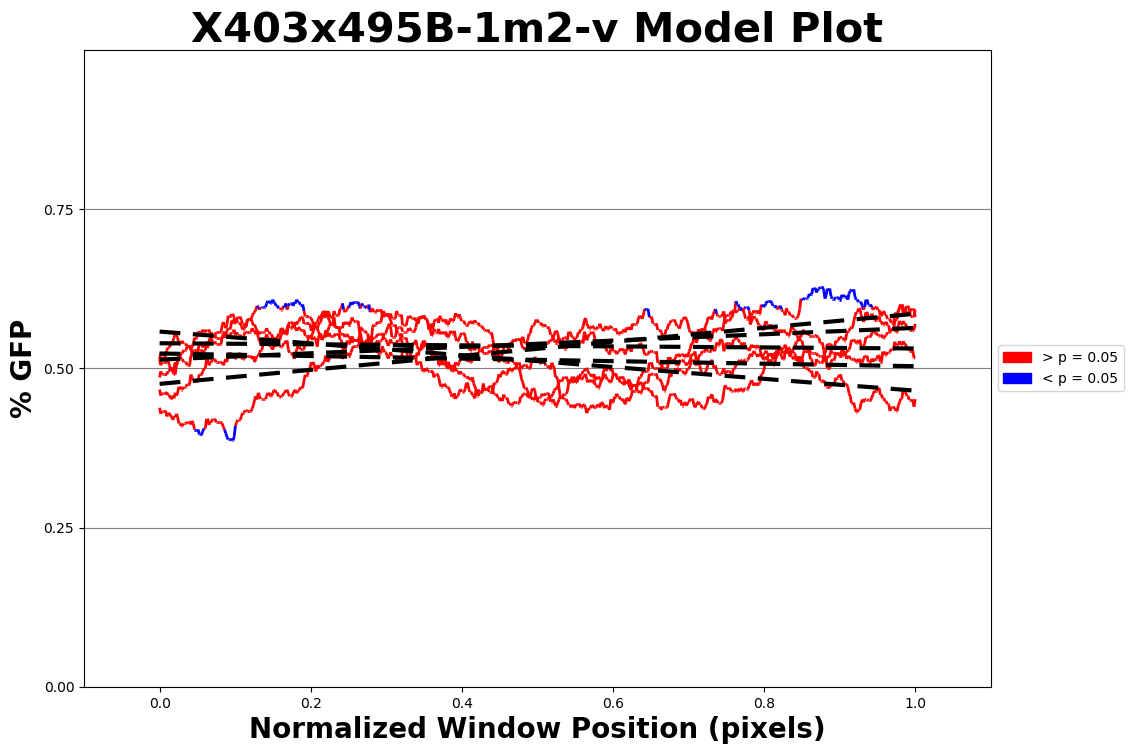 X403x495B-1m2-v Model Plot
% GFP
0.75
0.50
0.25
0.00
0.0 0.2 0.4 0.6 0.8 1.0
Normalized Window Position (pixels)
> p = 0.05
< p = 0.05